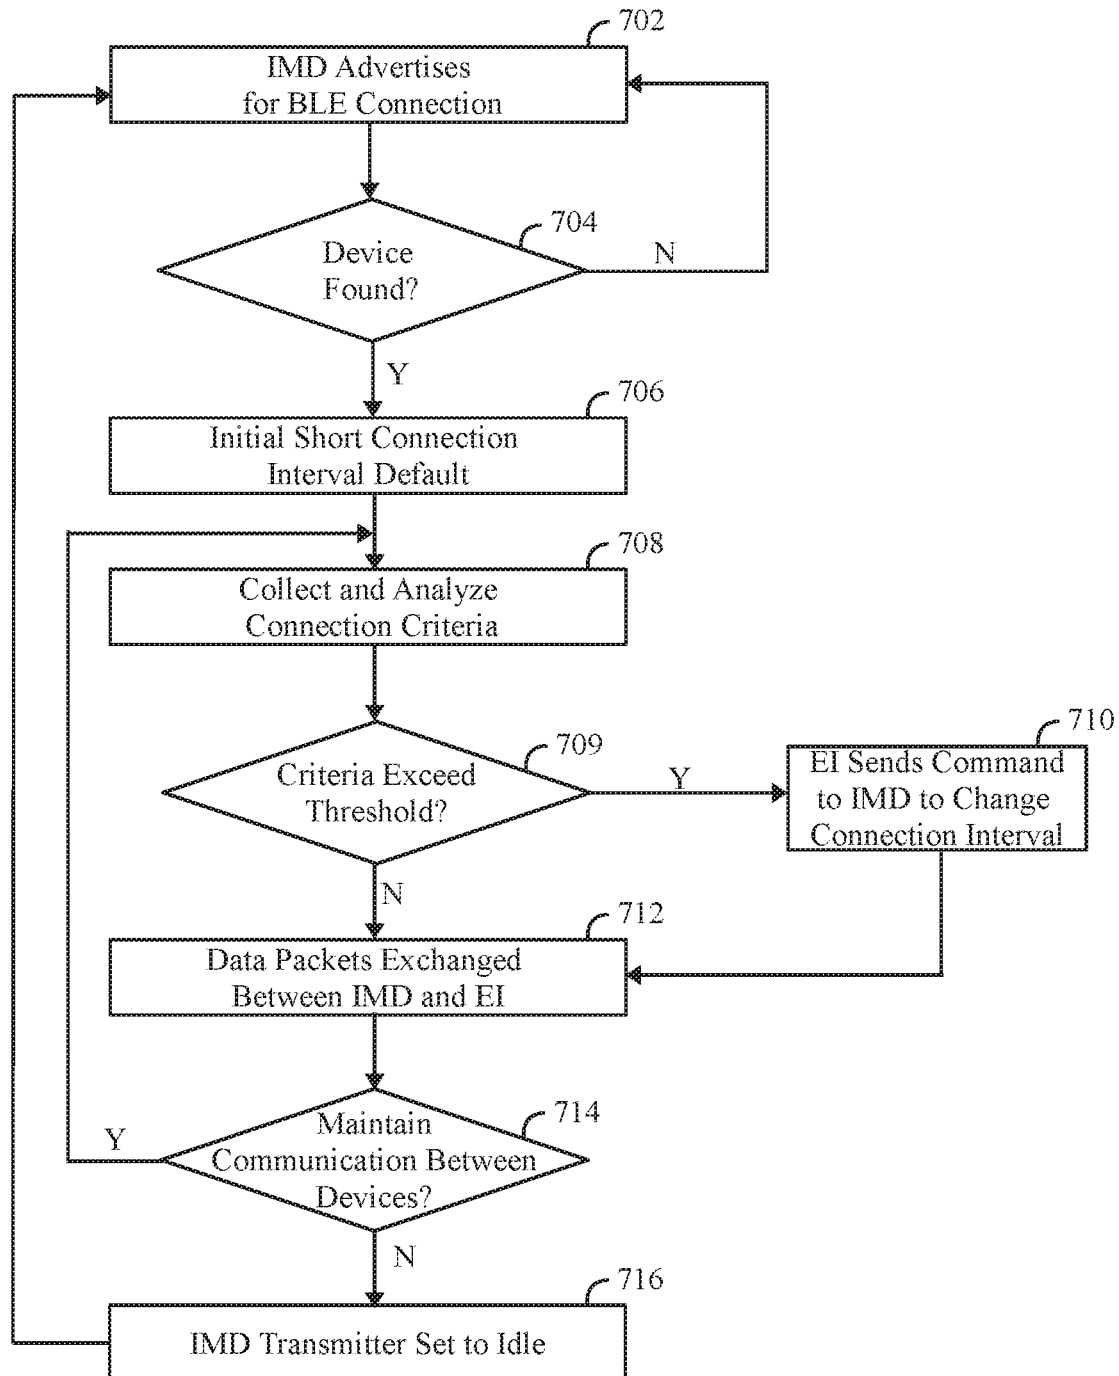 702
IMD Advertises
for BLE Connection
704
Device
Found?
N
Y
706
Initial Short Connection
Interval Default
708
Collect and Analyze
Connection Criteria
709
Criteria Exceed
Threshold?
Y
710
EI Sends Command
to IMD to Change
Connection Interval
N
712
Data Packets Exchanged
Between IMD and EI
714
Maintain
Communication Between
Devices?
Y
N
716
IMD Transmitter Set to Idle